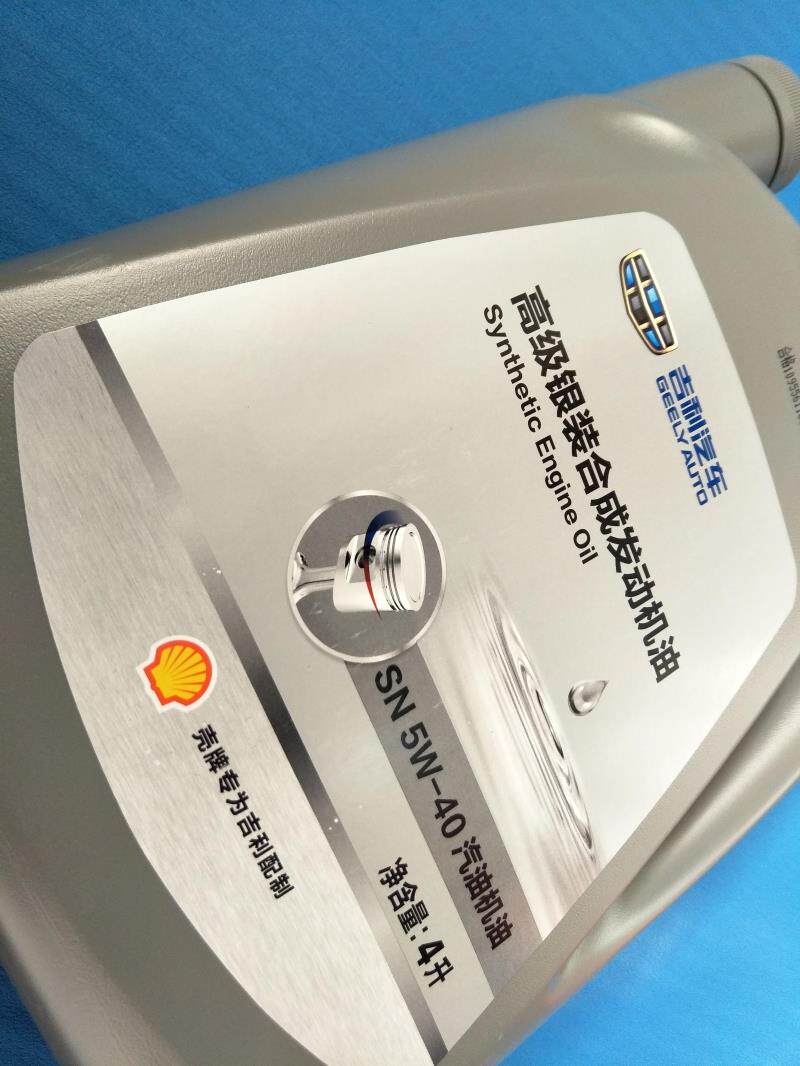 吉利汽车
GEELY AUTO
高级银装合成发动机油
Synthetic Engine Oil
SN 5W-40 汽油机油
净含量:4升
壳牌专为吉利配制